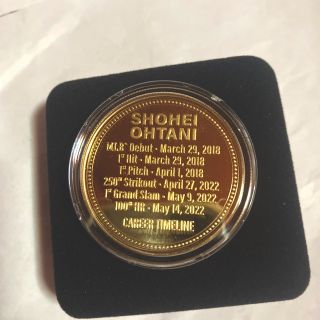 SHOHEI
OHTANI
MLB® Debut • March 29, 2018
1st Hit • March 29, 2018
1st Pitch • April 1, 2018
250th Strikout • April 27, 2022
1st Grand Slam • May 9, 2022
100th HR • May 14, 2022
CAREER TIMELINE